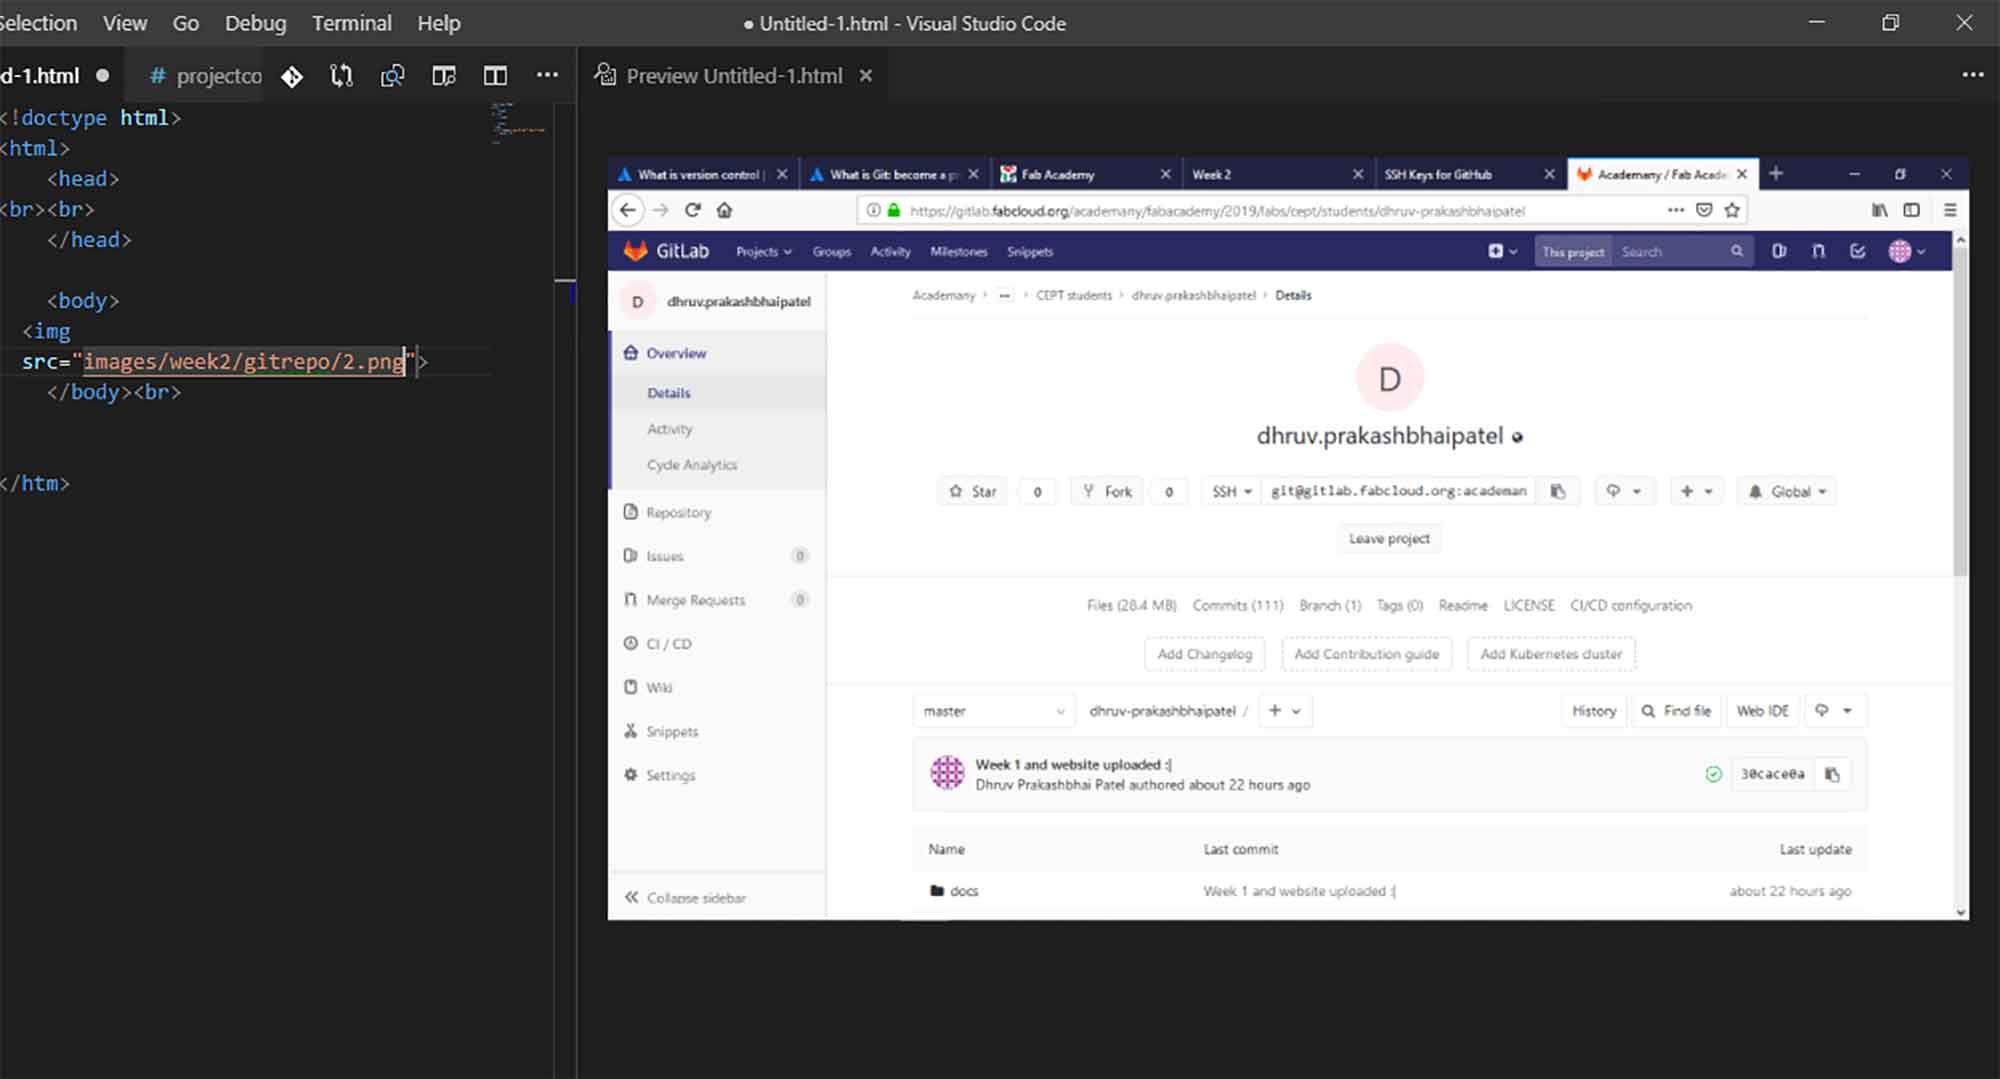 Selection View Go Debug Terminal Help
● Untitled-1.html - Visual Studio Code
d-1.html ●
# projectco
Preview Untitled-1.html
<!doctype html>
<html>
<head>
<br><br>
</head>
<body>
<img
src="images/week2/gitrepo/2.png">
</body><br>
</htm>
What is version control |
What is Git: become a p
Fab Academy
Week 2
SSH Keys for GitHub
Academany / Fab Acade
https://gitlab.fabcloud.org/academany/fabacademy/2019/labs/cept/students/dhruv-prakashbhaipatel
GitLab Projects Groups Activity Milestones Snippets
This project Search
D dhruv.prakashbhaipatel
Overview
Details
Activity
Cycle Analytics
Repository
Issues 0
Merge Requests 0
CI / CD
Wiki
Snippets
Settings
« Collapse sidebar
Academany > ... > CEPT students > dhruv.prakashbhaipatel > Details
D
dhruv.prakashbhaipatel
Star 0 Fork 0 SSH git@gitlab.fabcloud.org:academan Global
Leave project
Files (28.4 MB) Commits (111) Branch (1) Tags (0) Readme LICENSE CI/CD configuration
Add Changelog Add Contribution guide Add Kubernetes cluster
master dhruv-prakashbhaipatel / +
History Find file Web IDE
Week 1 and website uploaded :|
Dhruv Prakashbhai Patel authored about 22 hours ago
30cace0a
Name Last commit Last update
docs Week 1 and website uploaded :| about 22 hours ago